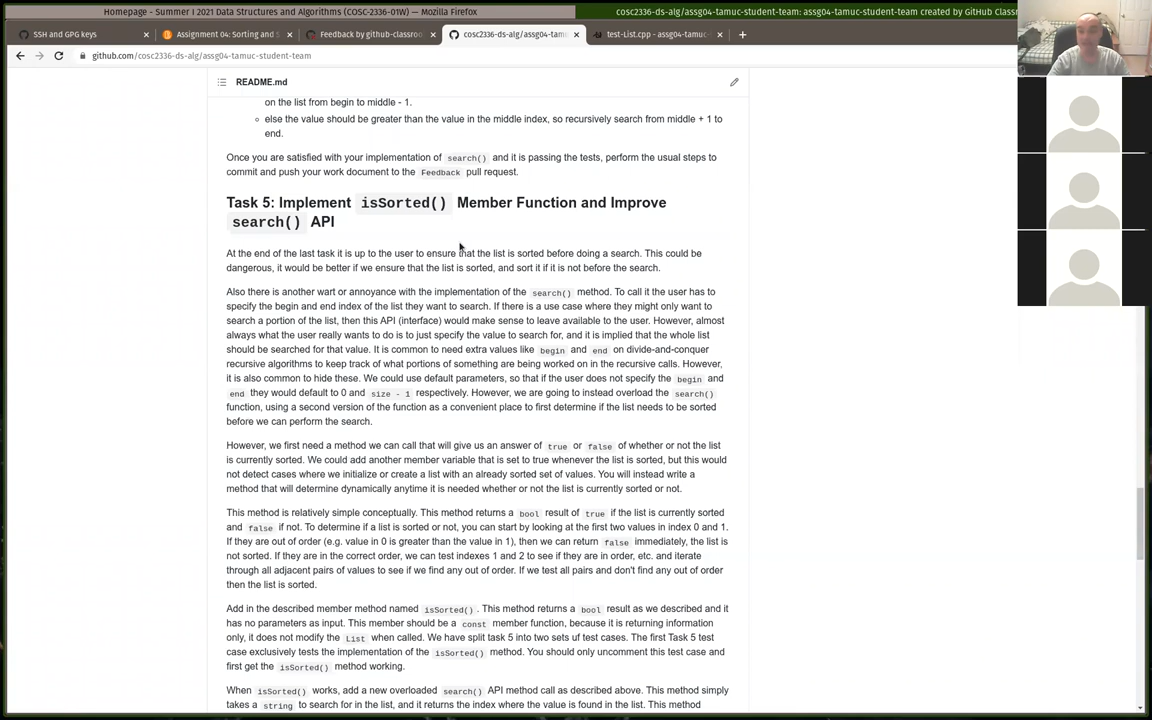 Homepage - Summer I 2021 Data Structures and Algorithms (COSC-2336-01W) — Mozilla Firefox
cosc2336-ds-alg/assg04-tamuc-student-team: assg04-tamuc-student-team created by GitHub Class
SSH and GPG keys
Assignment 04: Sorting and S
Feedback by github-classroo
cosc2336-ds-alg/assg04-tamu
test-List.cpp - assg04-tamuc
github.com/cosc2336-ds-alg/assg04-tamuc-student-team
README.md
on the list from begin to middle - 1.
else the value should be greater than the value in the middle index, so recursively search from middle + 1 to
end.
Once you are satisfied with your implementation of search() and it is passing the tests, perform the usual steps to
commit and push your work document to the Feedback pull request.
Task 5: Implement isSorted() Member Function and Improve
search() API
At the end of the last task it is up to the user to ensure that the list is sorted before doing a search. This could be
dangerous, it would be better if we ensure that the list is sorted, and sort it if it is not before the search.
Also there is another wart or annoyance with the implementation of the search() method. To call it the user has to
specify the begin and end index of the list they want to search. If there is a use case where they might only want to
search a portion of the list, then this API (interface) would make sense to leave available to the user. However, almost
always what the user really wants to do is to just specify the value to search for, and it is implied that the whole list
should be searched for that value. It is common to need extra values like begin and end on divide-and-conquer
recursive algorithms to keep track of what portions of something are being worked on in the recursive calls. However,
it is also common to hide these. We could use default parameters, so that if the user does not specify the begin and
end they would default to 0 and size - 1 respectively. However, we are going to instead overload the search()
function, using a second version of the function as a convenient place to first determine if the list needs to be sorted
before we can perform the search.
However, we first need a method we can call that will give us an answer of true or false of whether or not the list
is currently sorted. We could add another member variable that is set to true whenever the list is sorted, but this would
not detect cases where we initialize or create a list with an already sorted set of values. You will instead write a
method that will determine dynamically anytime it is needed whether or not the list is currently sorted or not.
This method is relatively simple conceptually. This method returns a bool result of true if the list is currently sorted
and false if not. To determine if a list is sorted or not, you can start by looking at the first two values in index 0 and 1.
If they are out of order (e.g. value in 0 is greater than the value in 1), then we can return false immediately, the list is
not sorted. If they are in the correct order, we can test indexes 1 and 2 to see if they are in order, etc. and iterate
through all adjacent pairs of values to see if we find any out of order. If we test all pairs and don't find any out of order
then the list is sorted.
Add in the described member method named isSorted() . This method returns a bool result as we described and it
has no parameters as input. This member should be a const member function, because it is returning information
only, it does not modify the List when called. We have split task 5 into two sets uf test cases. The first Task 5 test
case exclusively tests the implementation of the isSorted() method. You should only uncomment this test case and
first get the isSorted() method working.
When isSorted() works, add a new overloaded search() API method call as described above. This method simply
takes a string to search for in the list, and it returns the index where the value is found in the list. This method